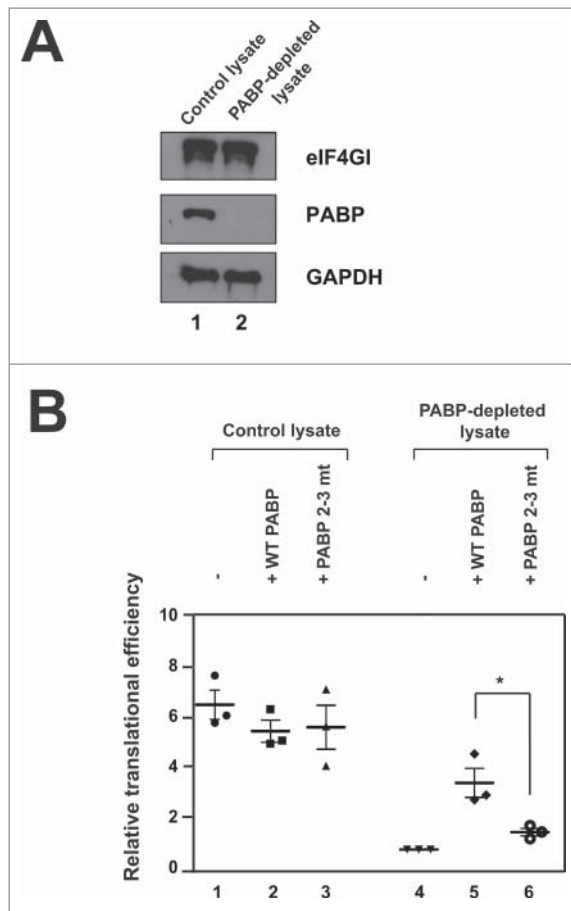 A
Control lysate
PABP-depleted
lysate
eIF4GI
PABP
GAPDH
1 2
B
Control lysate
PABP-depleted
lysate
-
+ WT PABP
+ PABP 2-3 mt
-
+ WT PABP
+ PABP 2-3 mt
Relative translational efficiency
10
8
6
4
2
0
*
1 2 3 4 5 6